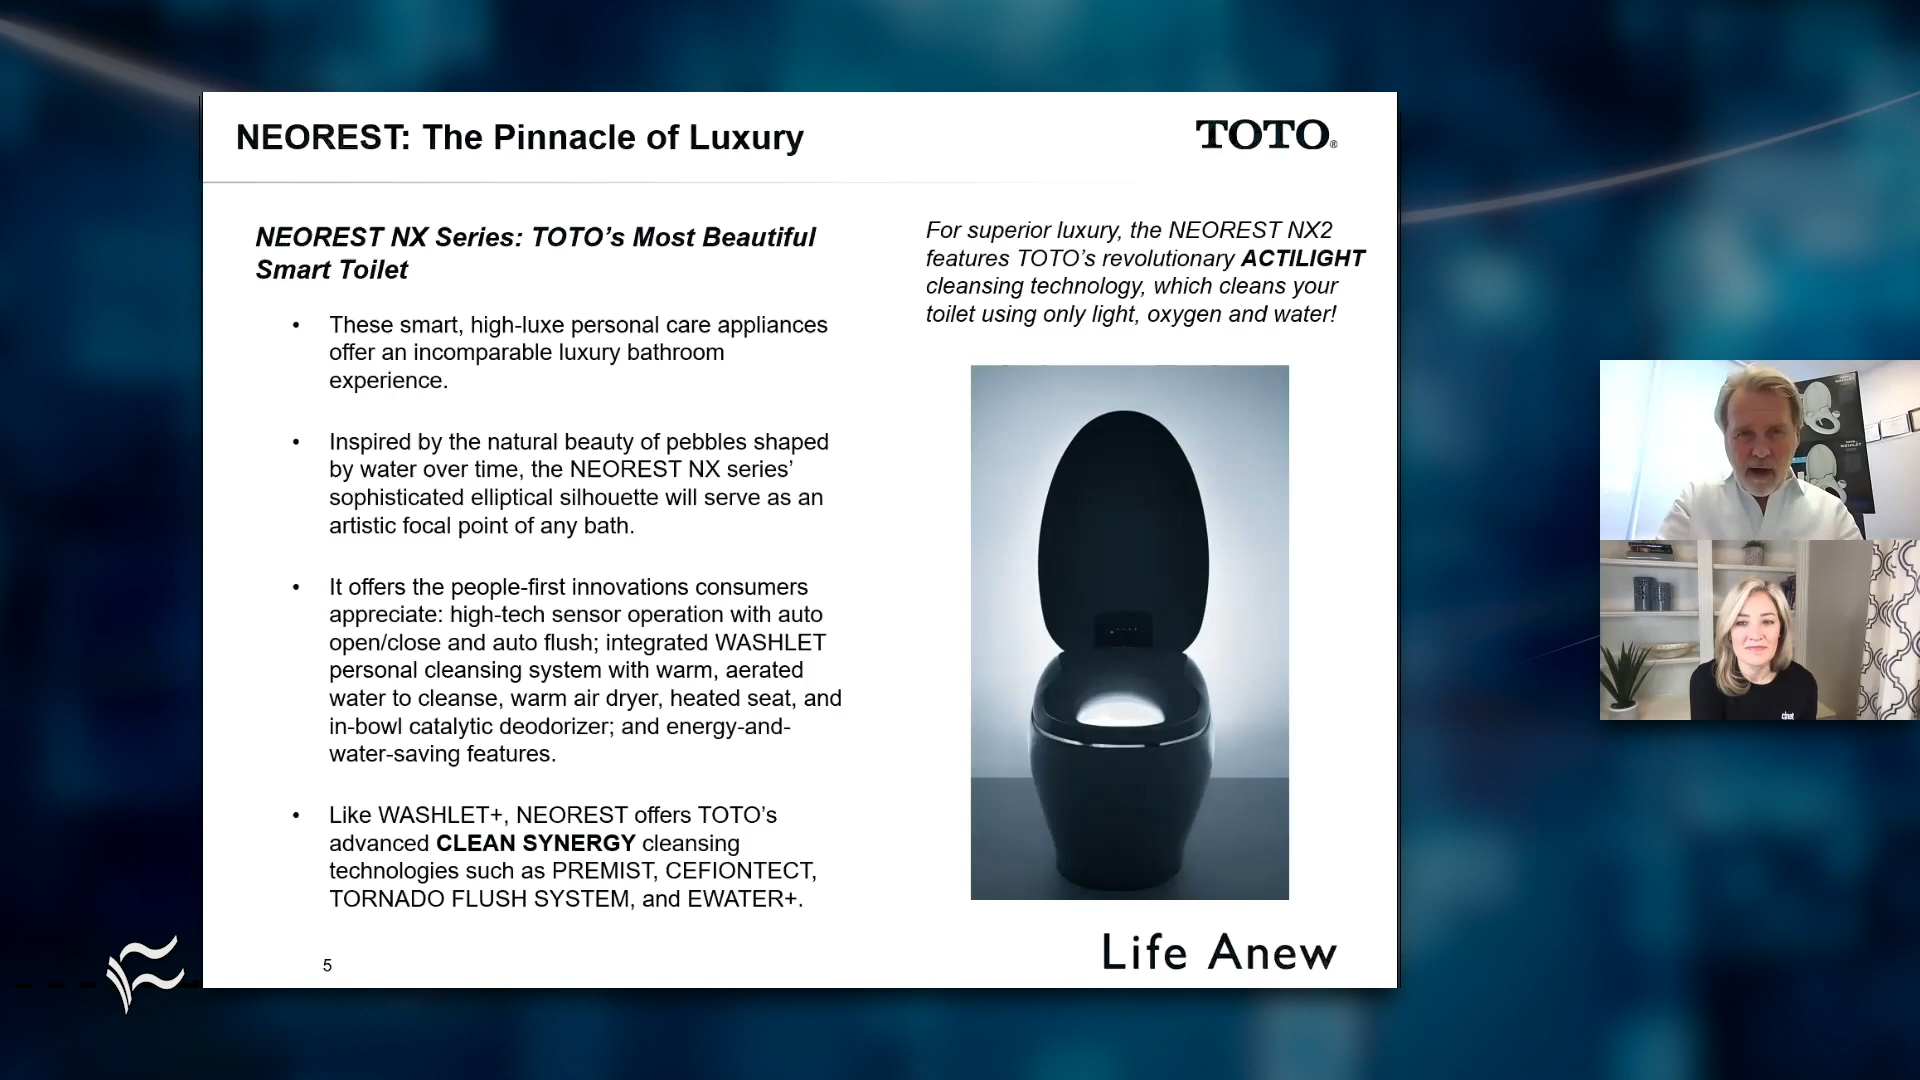 NEOREST: The Pinnacle of Luxury
TOTO®
NEOREST NX Series: TOTO’s Most Beautiful
Smart Toilet
• These smart, high-luxe personal care appliances
offer an incomparable luxury bathroom
experience.
• Inspired by the natural beauty of pebbles shaped
by water over time, the NEOREST NX series’
sophisticated elliptical silhouette will serve as an
artistic focal point of any bath.
• It offers the people-first innovations consumers
appreciate: high-tech sensor operation with auto
open/close and auto flush; integrated WASHLET
personal cleansing system with warm, aerated
water to cleanse, warm air dryer, heated seat, and
in-bowl catalytic deodorizer; and energy-and-
water-saving features.
• Like WASHLET+, NEOREST offers TOTO’s
advanced CLEAN SYNERGY cleansing
technologies such as PREMIST, CEFIONTECT,
TORNADO FLUSH SYSTEM, and EWATER+.
For superior luxury, the NEOREST NX2
features TOTO’s revolutionary ACTILIGHT
cleansing technology, which cleans your
toilet using only light, oxygen and water!
5
Life Anew
cnet